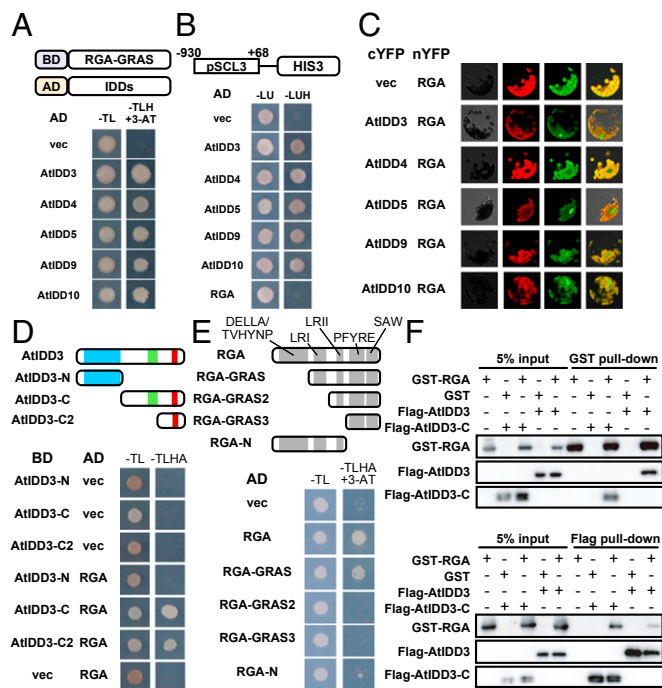 A
BD RGA-GRAS
AD IDDs
AD -TL -TLH +3-AT
vec
AtIDD3
AtIDD4
AtIDD5
AtIDD9
AtIDD10
B
-930 +68
pSCL3 HIS3
AD -LU -LUH
vec
AtIDD3
AtIDD4
AtIDD5
AtIDD9
AtIDD10
RGA
C
cYFP nYFP
vec RGA
AtIDD3 RGA
AtIDD4 RGA
AtIDD5 RGA
AtIDD9 RGA
AtIDD10 RGA
D
AtIDD3
AtIDD3-N
AtIDD3-C
AtIDD3-C2
BD AD -TL -TLHA
AtIDD3-N vec
AtIDD3-C vec
AtIDD3-C2 vec
AtIDD3-N RGA
AtIDD3-C RGA
AtIDD3-C2 RGA
vec RGA
E
DELLA/ TVHYNP LRI LRII PFYRE SAW
RGA
RGA-GRAS
RGA-GRAS2
RGA-GRAS3
RGA-N
AD -TL -TLHA +3-AT
vec
RGA
RGA-GRAS
RGA-GRAS2
RGA-GRAS3
RGA-N
F
5% input GST pull-down
GST-RGA + - + - + + - + - +
GST - + - + - - + - + -
Flag-AtIDD3 - - - + + - - - + +
Flag-AtIDD3-C - + + - - - + + - -
GST-RGA
Flag-AtIDD3
Flag-AtIDD3-C
5% input Flag pull-down
GST-RGA + - + - + - + - +
GST - + - + - + - + -
Flag-AtIDD3 - - - + + - - + +
Flag-AtIDD3-C - + + - - + + - -
GST-RGA
Flag-AtIDD3
Flag-AtIDD3-C